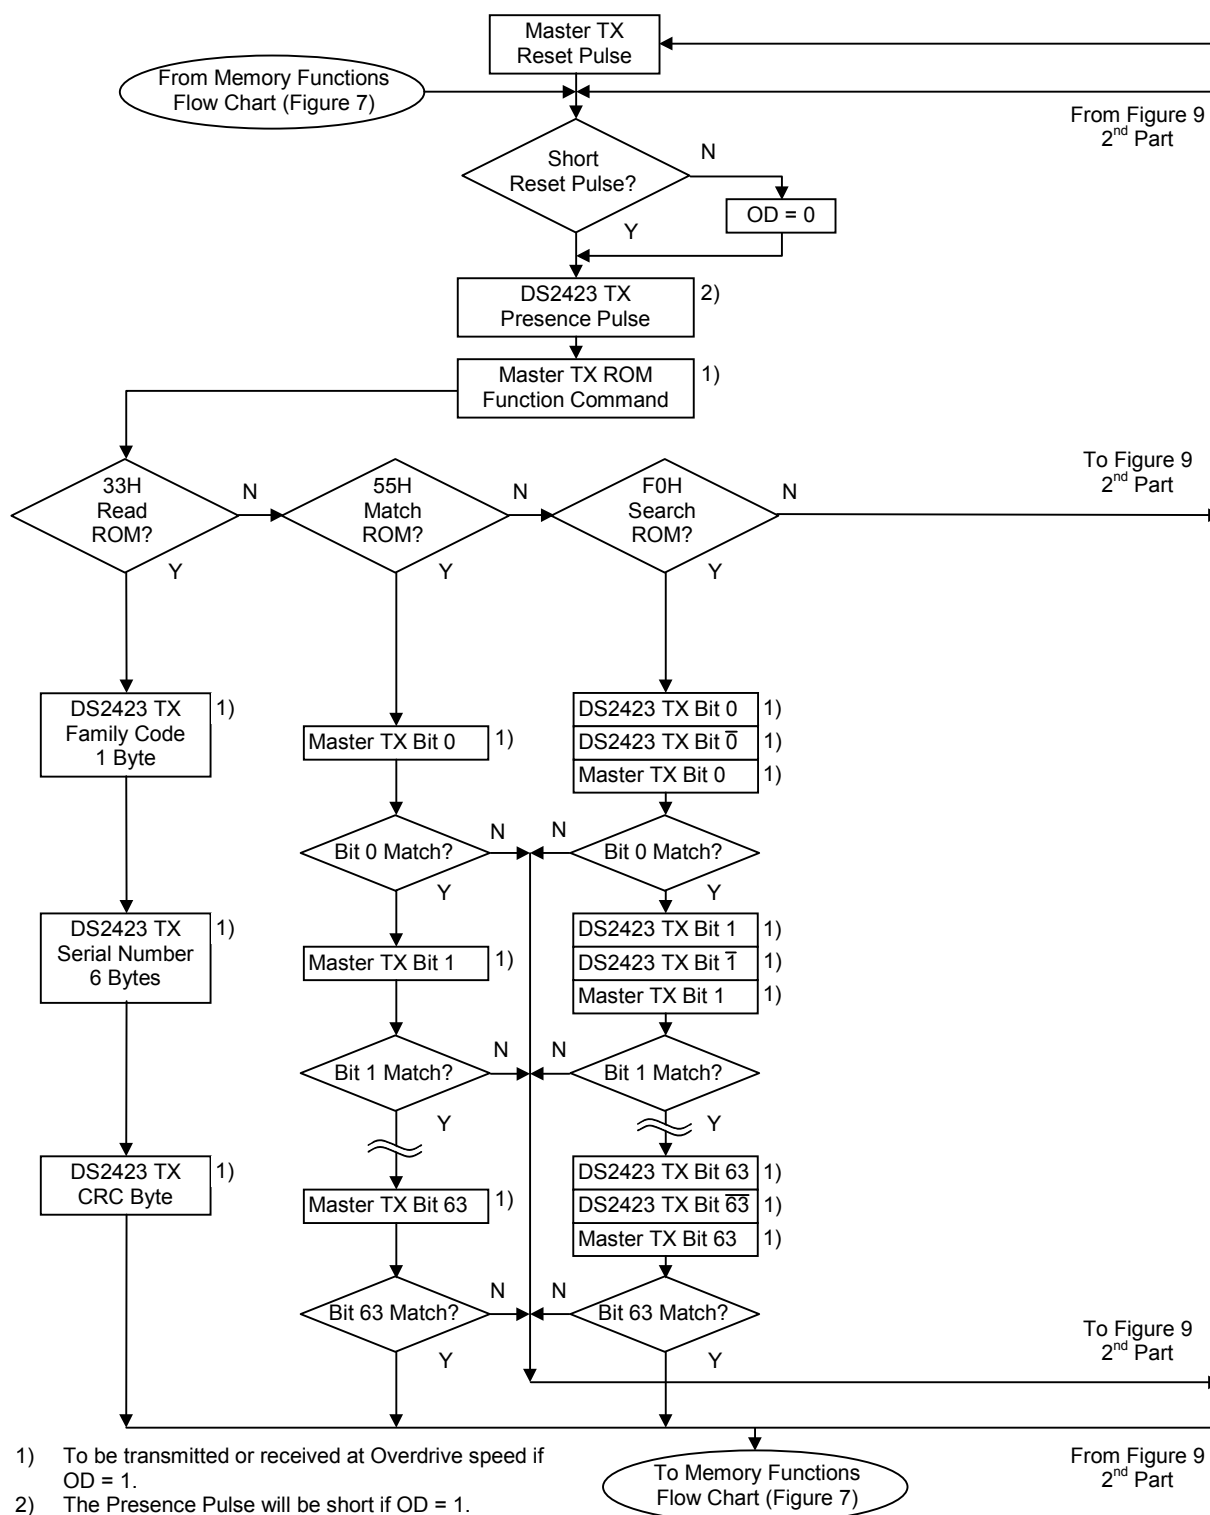 Master TX
Reset Pulse
From Memory Functions
Flow Chart (Figure 7)
From Figure 9
2nd Part
Short
Reset Pulse?
N
OD = 0
Y
DS2423 TX
Presence Pulse
2)
Master TX ROM
Function Command
1)
33H
Read
ROM?
N
Y
55H
Match
ROM?
N
Y
F0H
Search
ROM?
N
Y
To Figure 9
2nd Part
DS2423 TX
Family Code
1 Byte
1)
DS2423 TX
Serial Number
6 Bytes
1)
DS2423 TX
CRC Byte
1)
Master TX Bit 0
1)
Bit 0 Match?
N
Y
Master TX Bit 1
1)
Bit 1 Match?
N
Y
Master TX Bit 63
1)
Bit 63 Match?
N
Y
DS2423 TX Bit 0
1)
DS2423 TX Bit 0̅
1)
Master TX Bit 0
1)
N
Bit 0 Match?
Y
DS2423 TX Bit 1
1)
DS2423 TX Bit 1̅
1)
Master TX Bit 1
1)
N
Bit 1 Match?
Y
DS2423 TX Bit 63
1)
DS2423 TX Bit 6̅3̅
1)
Master TX Bit 63
1)
N
Bit 63 Match?
Y
To Figure 9
2nd Part
1) To be transmitted or received at Overdrive speed if
OD = 1.
2) The Presence Pulse will be short if OD = 1.
To Memory Functions
Flow Chart (Figure 7)
From Figure 9
2nd Part